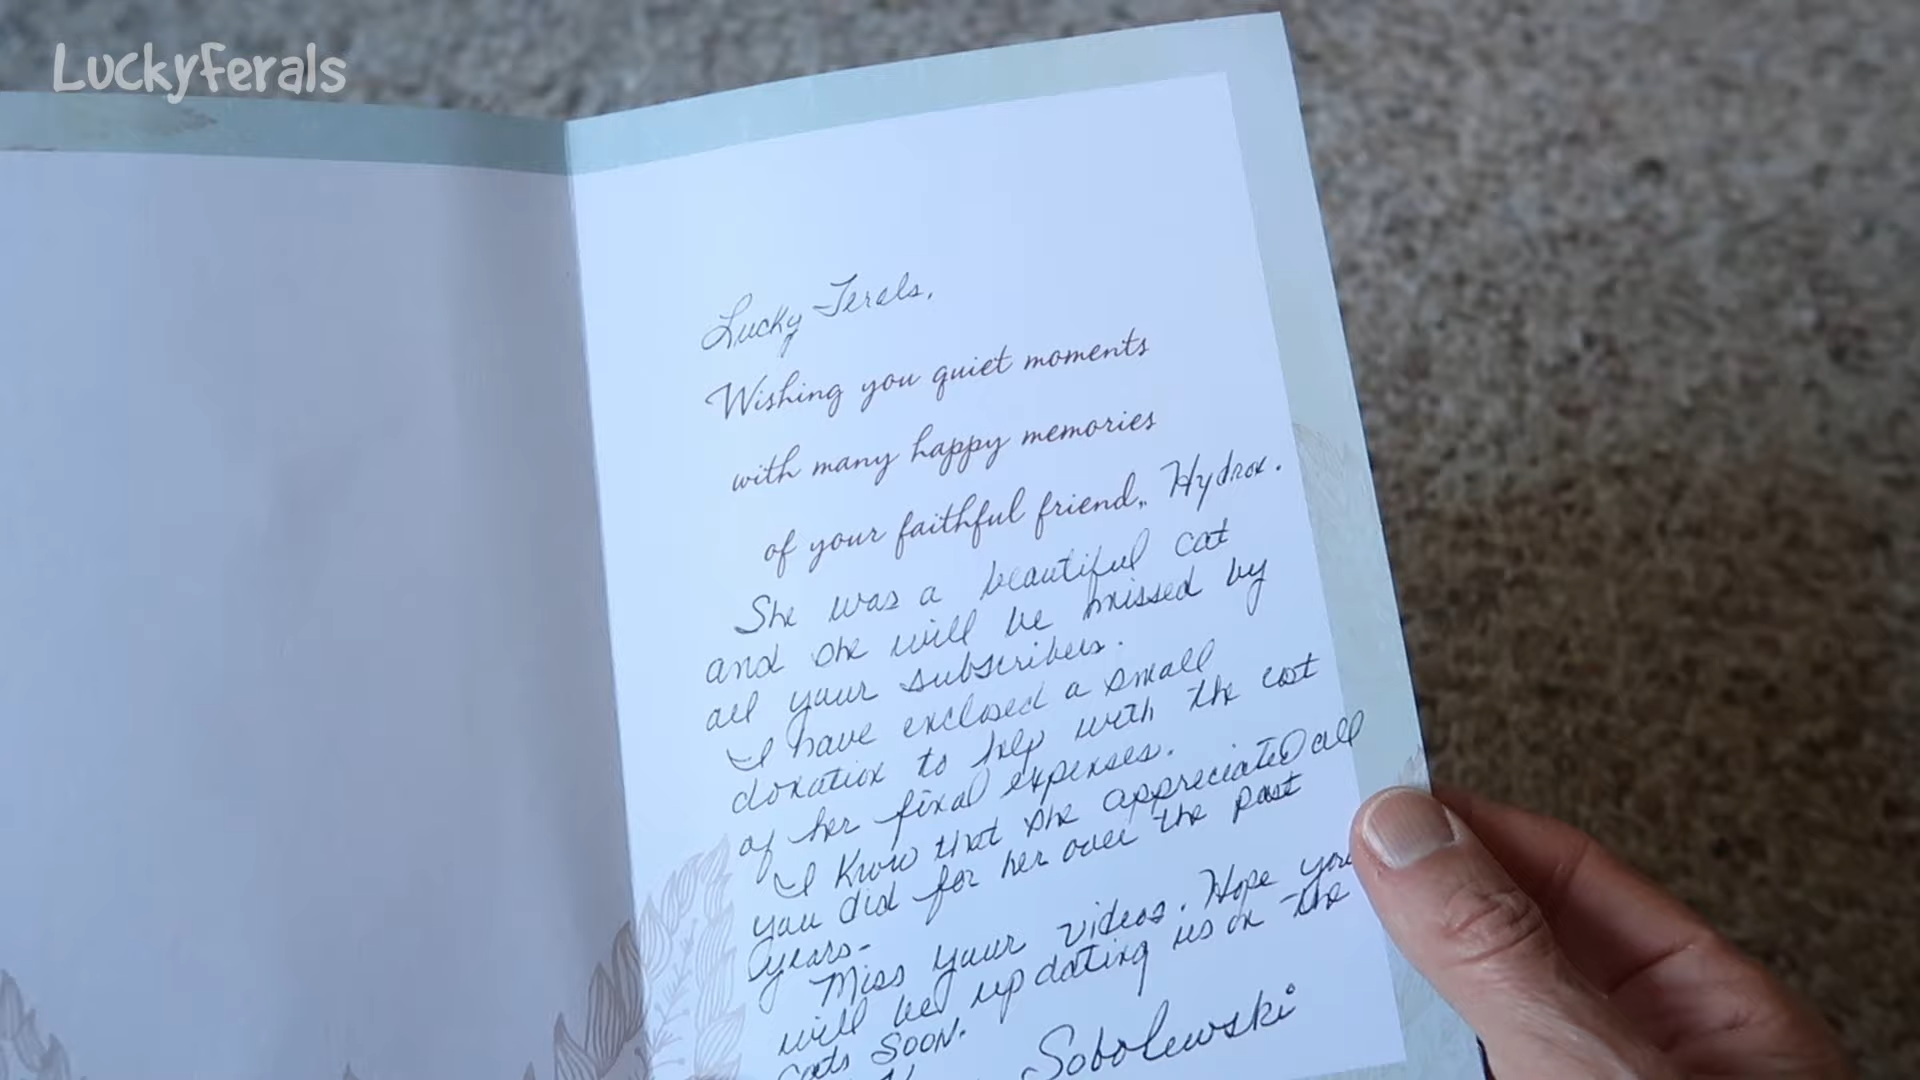 LuckyFerals
Lucky Ferals,
Wishing you quiet moments
with many happy memories
of your faithful friend, Hydrox.
She was a beautiful cat
and she will be missed by
all your subscribers.
I have enclosed a small
donation to help with the cost
of her final expenses.
I know that she appreciated all
you did for her over the past
years-
Miss your videos. Hope you
will be updating us on the
cats soon.
Sobolewski